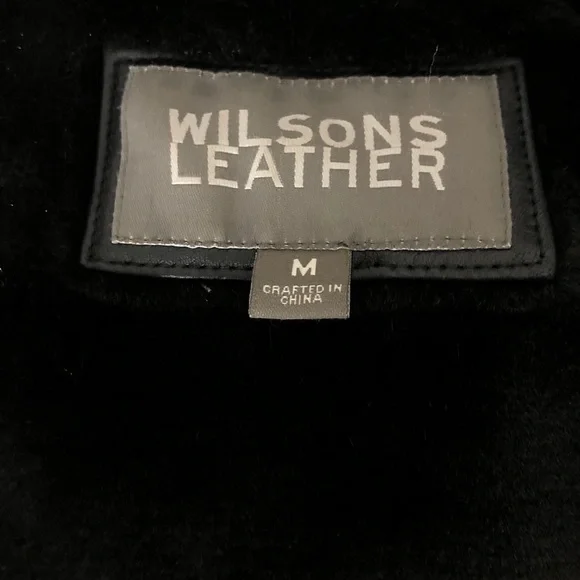 WILSONS
LEATHER
M
CRAFTED IN
CHINA